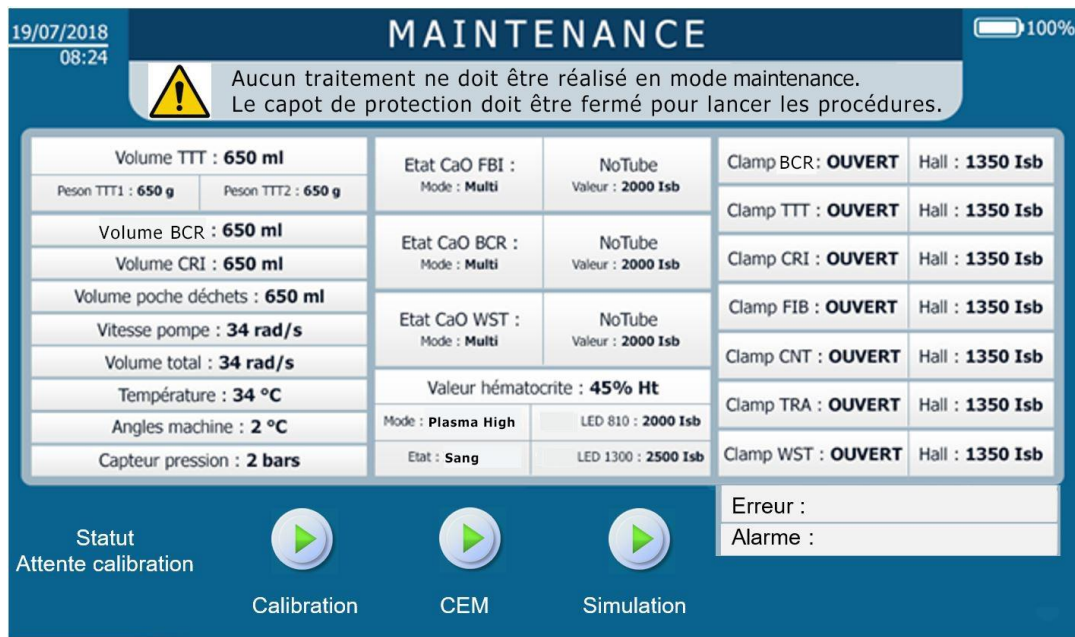 19/07/2018
08:24
MAINTENANCE
100%
Aucun traitement ne doit être réalisé en mode maintenance.
Le capot de protection doit être fermé pour lancer les procédures.
Volume TTT : 650 ml
Peson TTT1 : 650 g
Peson TTT2 : 650 g
Volume BCR : 650 ml
Volume CRI : 650 ml
Volume poche déchets : 650 ml
Vitesse pompe : 34 rad/s
Volume total : 34 rad/s
Température : 34 °C
Angles machine : 2 °C
Capteur pression : 2 bars
Etat CaO FBI :
Mode : Multi
NoTube
Valeur : 2000 Isb
Etat CaO BCR :
Mode : Multi
NoTube
Valeur : 2000 Isb
Etat CaO WST :
Mode : Multi
NoTube
Valeur : 2000 Isb
Valeur hématocrite : 45% Ht
Mode : Plasma High
LED 810 : 2000 Isb
Etat : Sang
LED 1300 : 2500 Isb
Clamp BCR: OUVERT
Hall : 1350 Isb
Clamp TTT : OUVERT
Hall : 1350 Isb
Clamp CRI : OUVERT
Hall : 1350 Isb
Clamp FIB : OUVERT
Hall : 1350 Isb
Clamp CNT : OUVERT
Hall : 1350 Isb
Clamp TRA : OUVERT
Hall : 1350 Isb
Clamp WST : OUVERT
Hall : 1350 Isb
Erreur :
Alarme :
Statut
Attente calibration
Calibration
CEM
Simulation